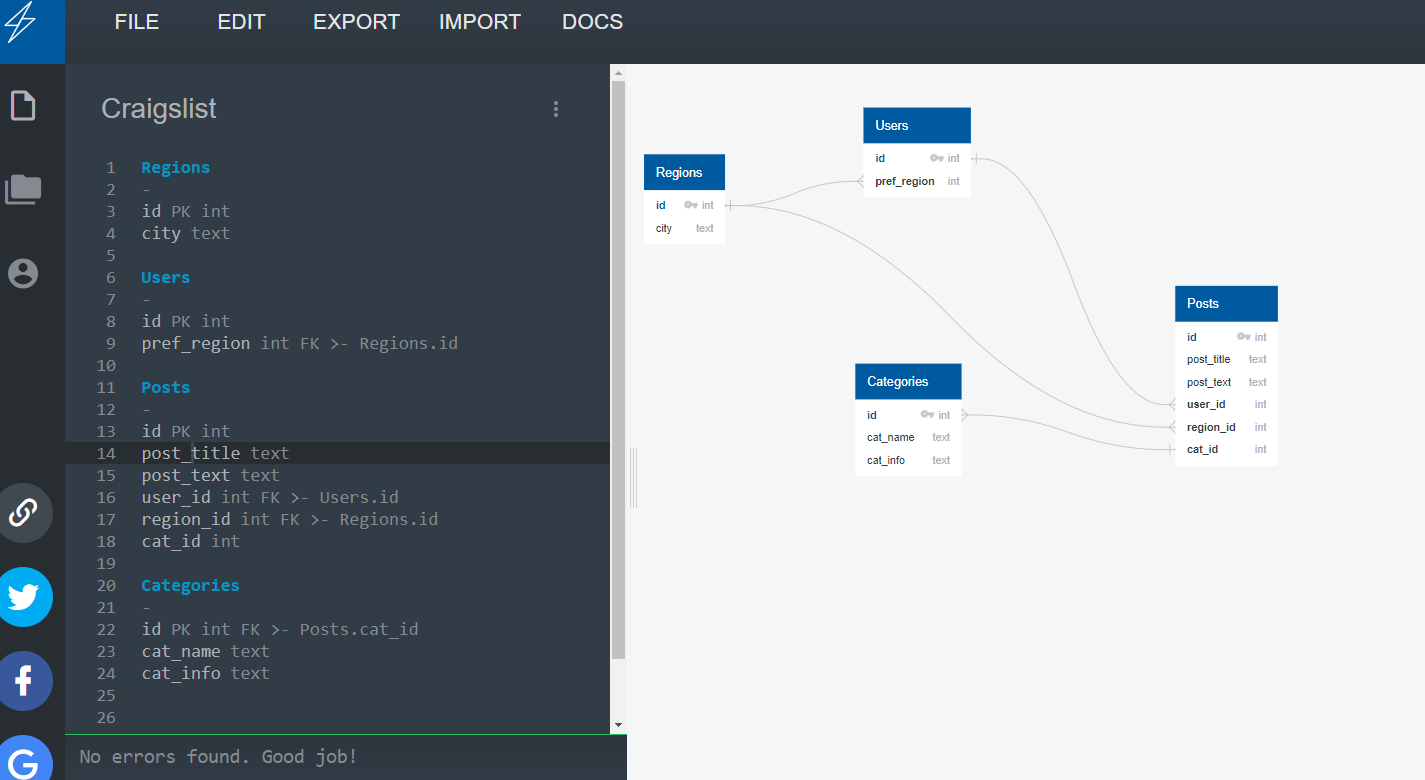 FILE EDIT EXPORT IMPORT DOCS
Craigslist
1 Regions
2 -
3 id PK int
4 city text
5
6 Users
7 -
8 id PK int
9 pref_region int FK >- Regions.id
10
11 Posts
12 -
13 id PK int
14 post_title text
15 post_text text
16 user_id int FK >- Users.id
17 region_id int FK >- Regions.id
18 cat_id int
19
20 Categories
21 -
22 id PK int FK >- Posts.cat_id
23 cat_name text
24 cat_info text
25
26
No errors found. Good job!
Regions
id int
city text
Users
id int
pref_region int
Categories
id int
cat_name text
cat_info text
Posts
id int
post_title text
post_text text
user_id int
region_id int
cat_id int